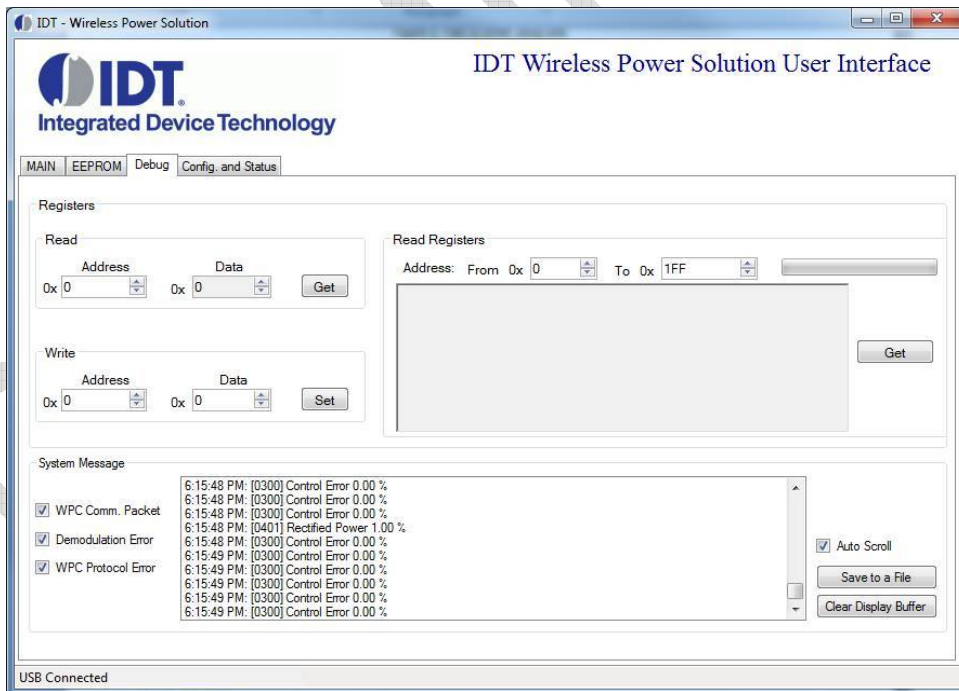 IDT - Wireless Power Solution
IDT Wireless Power Solution User Interface
IDT®
Integrated Device Technology
MAIN EEPROM Debug Config. and Status
Registers
Read
Address Data
0x 0 0x 0 Get
Write
Address Data
0x 0 0x 0 Set
Read Registers
Address: From 0x 0 To 0x 1FF
Get
System Message
WPC Comm. Packet
Demodulation Error
WPC Protocol Error
6:15:48 PM: [0300] Control Error 0.00 %
6:15:48 PM: [0300] Control Error 0.00 %
6:15:48 PM: [0300] Control Error 0.00 %
6:15:48 PM: [0401] Rectified Power 1.00 %
6:15:48 PM: [0300] Control Error 0.00 %
6:15:49 PM: [0300] Control Error 0.00 %
6:15:49 PM: [0300] Control Error 0.00 %
6:15:49 PM: [0300] Control Error 0.00 %
6:15:49 PM: [0300] Control Error 0.00 %
6:15:49 PM: [0300] Control Error 0.00 %
Auto Scroll
Save to a File
Clear Display Buffer
USB Connected